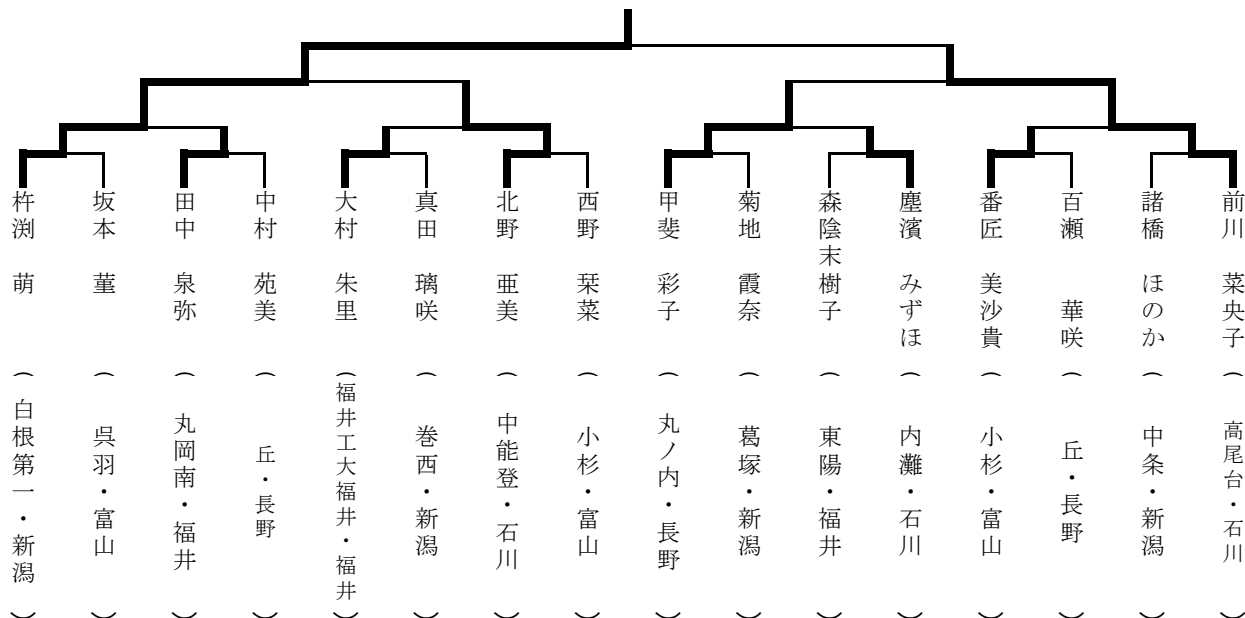 杵渕 萌 (白根第一・新潟)
坂本 菫 (呉羽・富山)
田中 泉弥 (丸岡南・福井)
中村 苑美 (丘・長野)
大村 朱里 (福井工大福井・福井)
真田 璃咲 (巻西・新潟)
北野 亜美 (中能登・石川)
西野 栞菜 (小杉・富山)
甲斐 彩子 (丸ノ内・長野)
菊地 霞奈 (葛塚・新潟)
森陰末樹子 (東陽・福井)
塵濱 みずほ (内灘・石川)
番匠 美沙貴 (小杉・富山)
百瀬 華咲 (丘・長野)
諸橋 ほのか (中条・新潟)
前川 菜央子 (高尾台・石川)